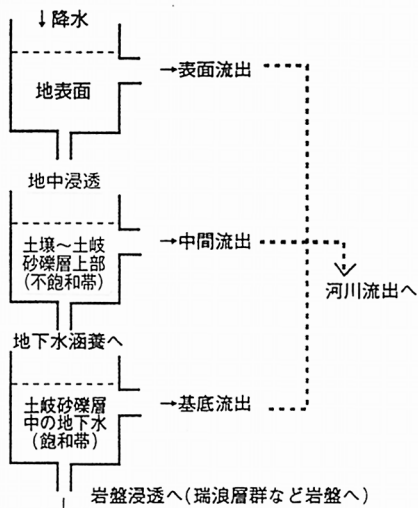 ↓降水
地表面
→表面流出
地中浸透
土壌～土岐
砂礫層上部
(不飽和帯)
→中間流出
河川流出へ
地下水涵養へ
土岐砂礫層
中の地下水
(飽和帯)
→基底流出
岩盤浸透へ(瑞浪層群など岩盤へ)